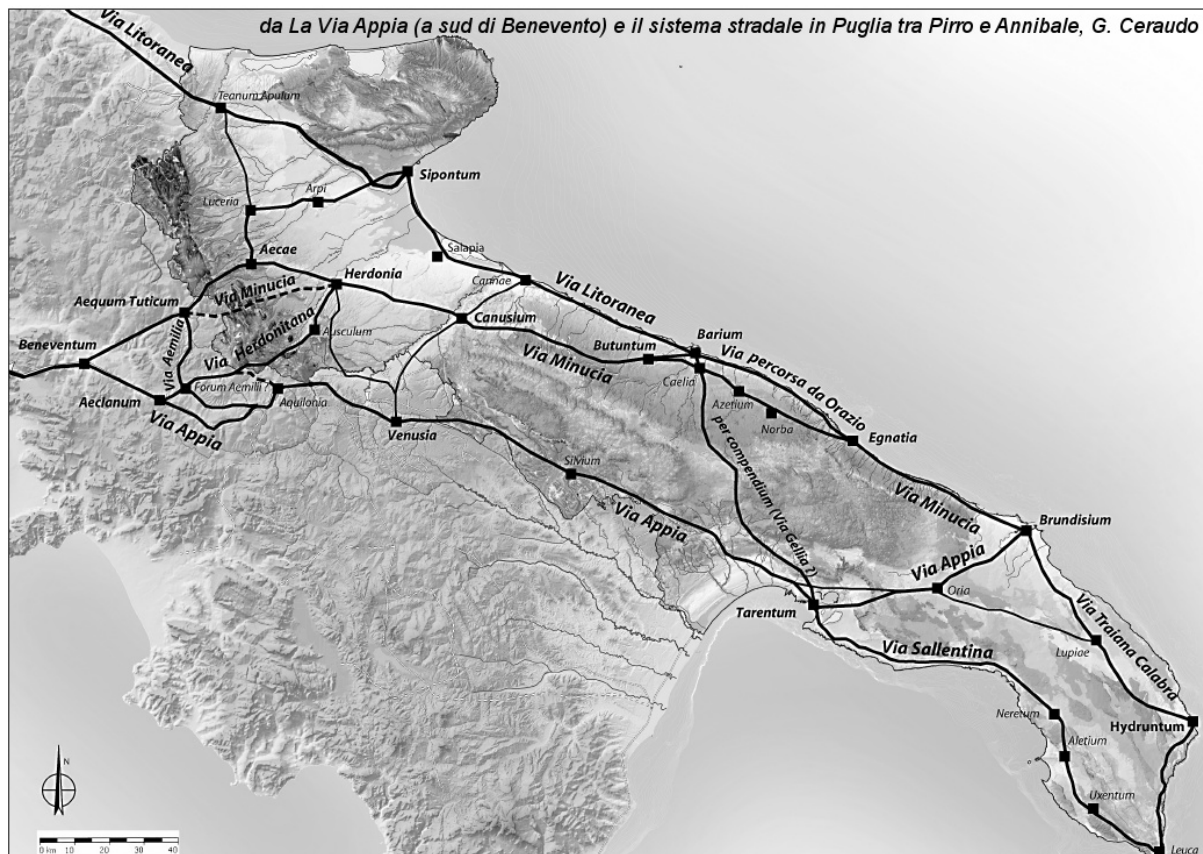 da La Via Appia (a sud di Benevento) e il sistema stradale in Puglia tra Pirro e Annibale, G. Ceraudo
Via Litoranea
Teanum Apulum
Sipontum
Arpi
Luceria
Aecae
Salapia
Herdonia
Cannae
Via Litoranea
Via Minucia
Aequum Tuticum
Canusium
Ausculum
Via Herdonitana
Via Aemilia
Beneventum
Barium
Butuntum
Via Minucia
Via percorsa da Orazio
Caelia
Azetium
Norba
Forum Aemilii ?
Aquilonia
Aeclanum
Via Appia
Venusia
Egnatia
per compendium (Via Gellia ?)
Silvium
Via Appia
Via Minucia
Brundisium
Via Appia
Oria
Tarentum
Via Sallentina
Via Traiana Calabra
Lupiae
Neretum
Hydruntum
Aletium
Uxentum
Leuca
N
0 km 10 20 30 40